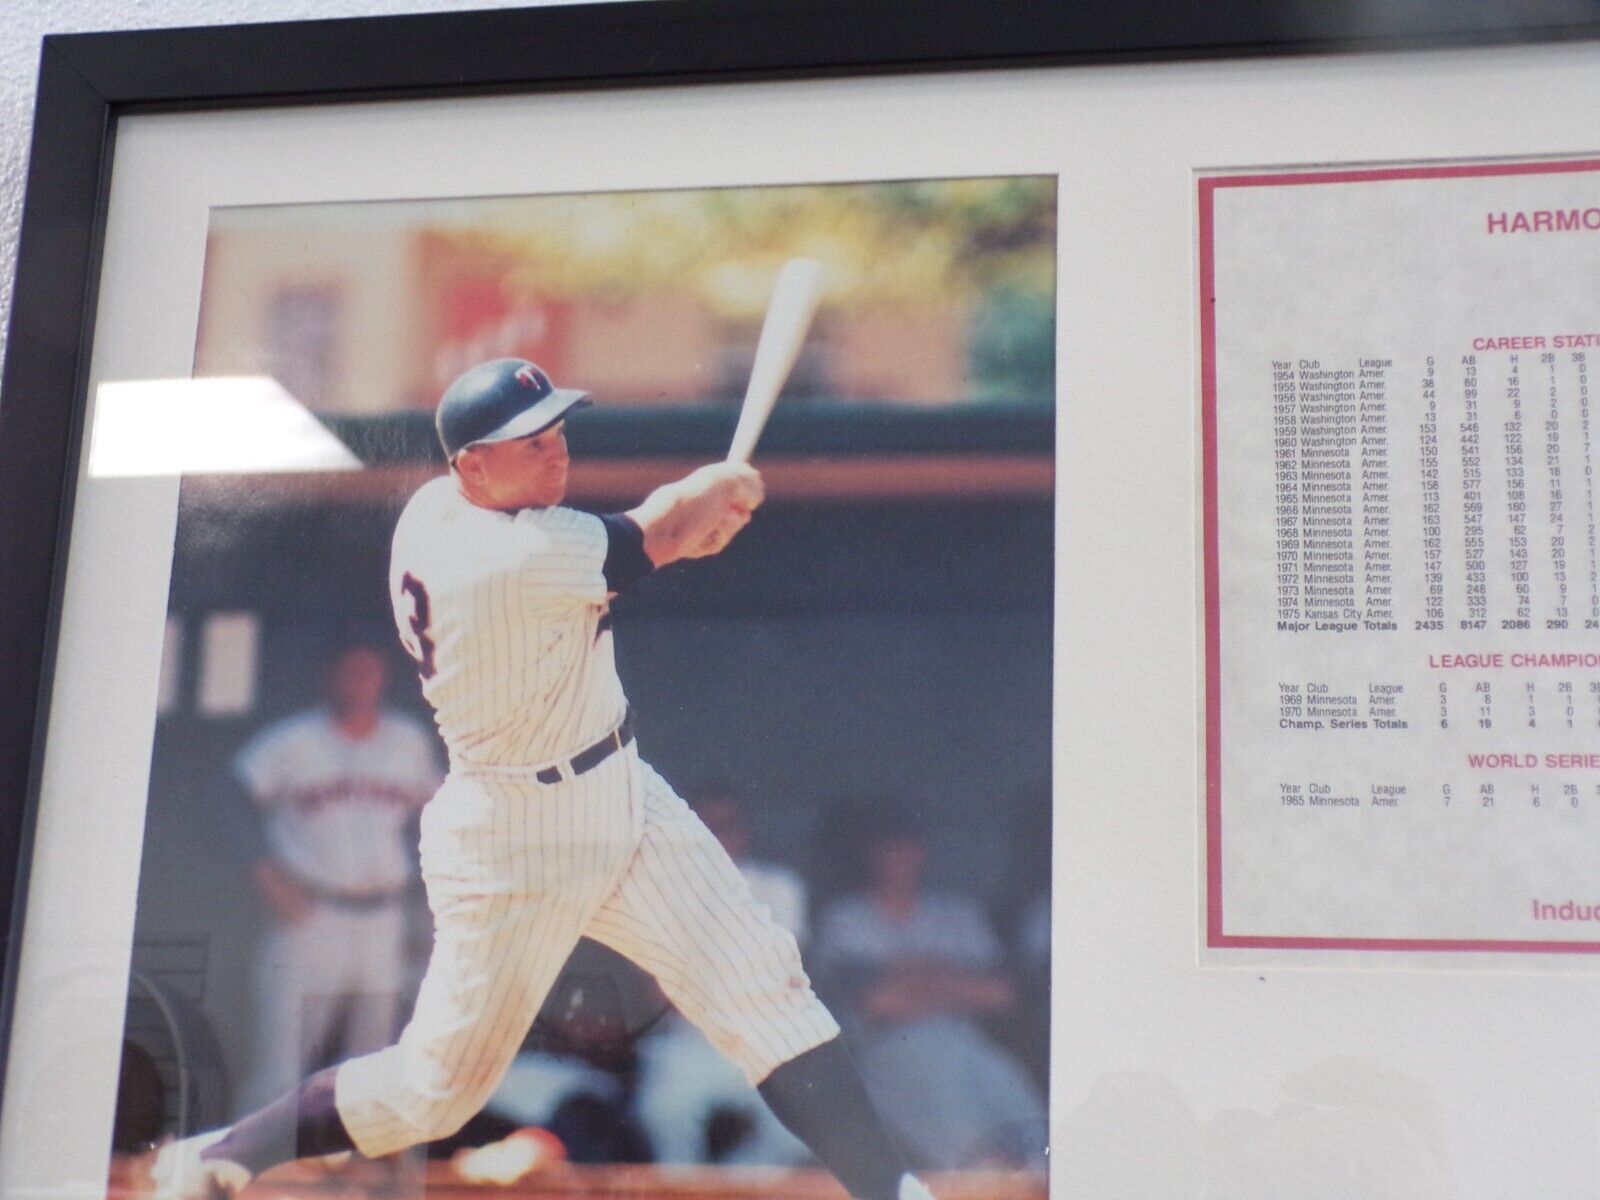 HARMO
CAREER STATI
Year Club League G AB H 2B 3B
1954 Washington Amer. 9 13 4 1 0
1955 Washington Amer. 38 80 16 1 0
1956 Washington Amer. 44 99 22 2 0
1957 Washington Amer. 9 31 9 2 0
1958 Washington Amer. 13 31 6 0 0
1959 Washington Amer. 153 546 132 20 2
1960 Washington Amer. 124 442 122 19 1
1961 Minnesota Amer. 150 541 156 20 7
1962 Minnesota Amer. 155 552 134 21 1
1963 Minnesota Amer. 142 515 133 18 0
1964 Minnesota Amer. 158 577 156 11 1
1965 Minnesota Amer. 113 401 108 16 1
1966 Minnesota Amer. 162 569 160 27 1
1967 Minnesota Amer. 163 547 147 24 1
1968 Minnesota Amer. 100 295 62 7 2
1969 Minnesota Amer. 162 555 153 20 2
1970 Minnesota Amer. 157 527 143 20 1
1971 Minnesota Amer. 147 500 127 19 1
1972 Minnesota Amer. 139 433 100 13 2
1973 Minnesota Amer. 69 248 60 9 1
1974 Minnesota Amer. 122 333 74 7 0
1975 Kansas City Amer. 106 312 62 13 0
Major League Totals 2435 8147 2086 290 24
LEAGUE CHAMPIO
Year Club League G AB H 2B 3B
1969 Minnesota Amer. 3 8 1 1
1970 Minnesota Amer. 3 11 3 0
Champ. Series Totals 6 19 4 1
WORLD SERIE
Year Club League G AB H 2B
1965 Minnesota Amer. 7 21 6 0
Induc
T
3